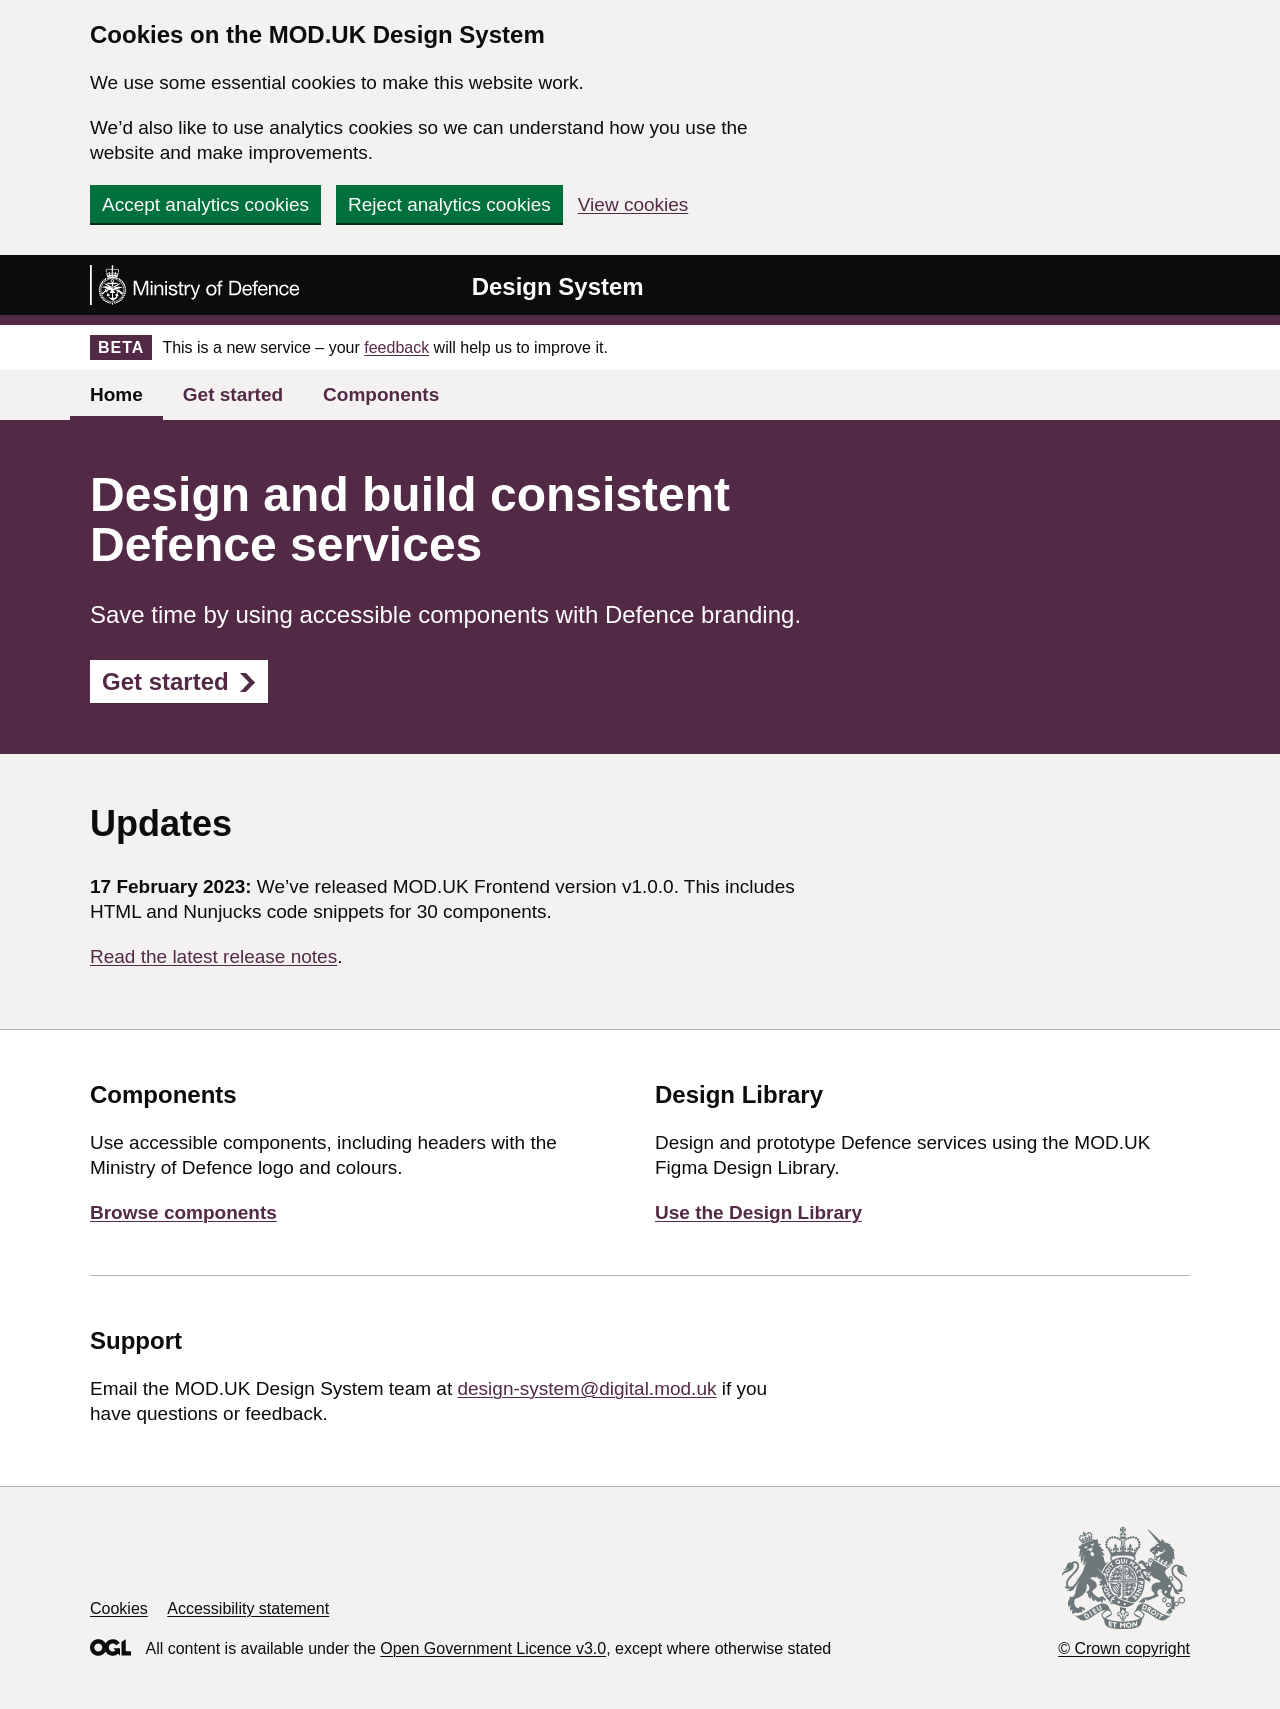 Cookies on the MOD.UK Design System
We use some essential cookies to make this website work.
We’d also like to use analytics cookies so we can understand how you use the
website and make improvements.
Accept analytics cookies
Reject analytics cookies
View cookies
Ministry of Defence
Design System
BETA
This is a new service – your feedback will help us to improve it.
Home
Get started
Components
Design and build consistent
Defence services
Save time by using accessible components with Defence branding.
Get started
Updates
17 February 2023: We’ve released MOD.UK Frontend version v1.0.0. This includes
HTML and Nunjucks code snippets for 30 components.
Read the latest release notes.
Components
Use accessible components, including headers with the
Ministry of Defence logo and colours.
Browse components
Design Library
Design and prototype Defence services using the MOD.UK
Figma Design Library.
Use the Design Library
Support
Email the MOD.UK Design System team at design-system@digital.mod.uk if you
have questions or feedback.
Cookies
Accessibility statement
OGL
All content is available under the Open Government Licence v3.0, except where otherwise stated
DIEU ET MON DROIT
© Crown copyright